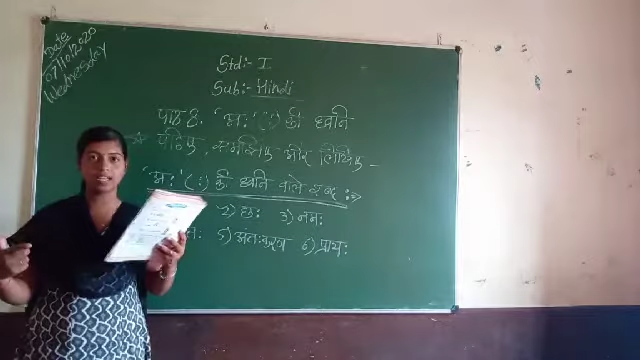 Date
07/10/2020
Wednesday
Std:- I
Sub:- Hindi
पाठ 8. 'अः' (ः) की ध्वनि
पढ़िए, समझिए और लिखिए -
'अः' (ः) की ध्वनि वाले शब्द :-
2) छः 3) नमः
5) अंतःकरण 6) प्रायः